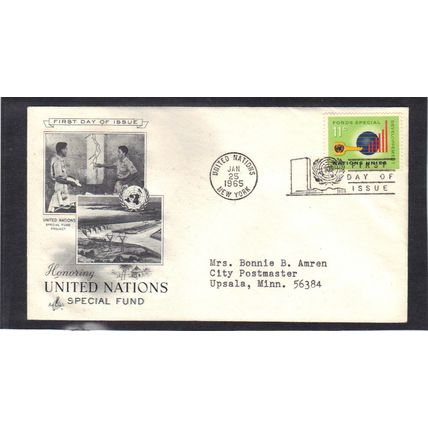 FIRST DAY OF ISSUE
UNITED NATIONS
SPECIAL FUND
PROJECT
Honoring
UNITED NATIONS
SPECIAL FUND
UNITED NATIONS
JAN
25
1965
NEW YORK
FONDS SPECIAL
11c
NATIONS UNIES
FIRST
DAY OF
ISSUE
Mrs. Bonnie B. Amren
City Postmaster
Upsala, Minn. 56384